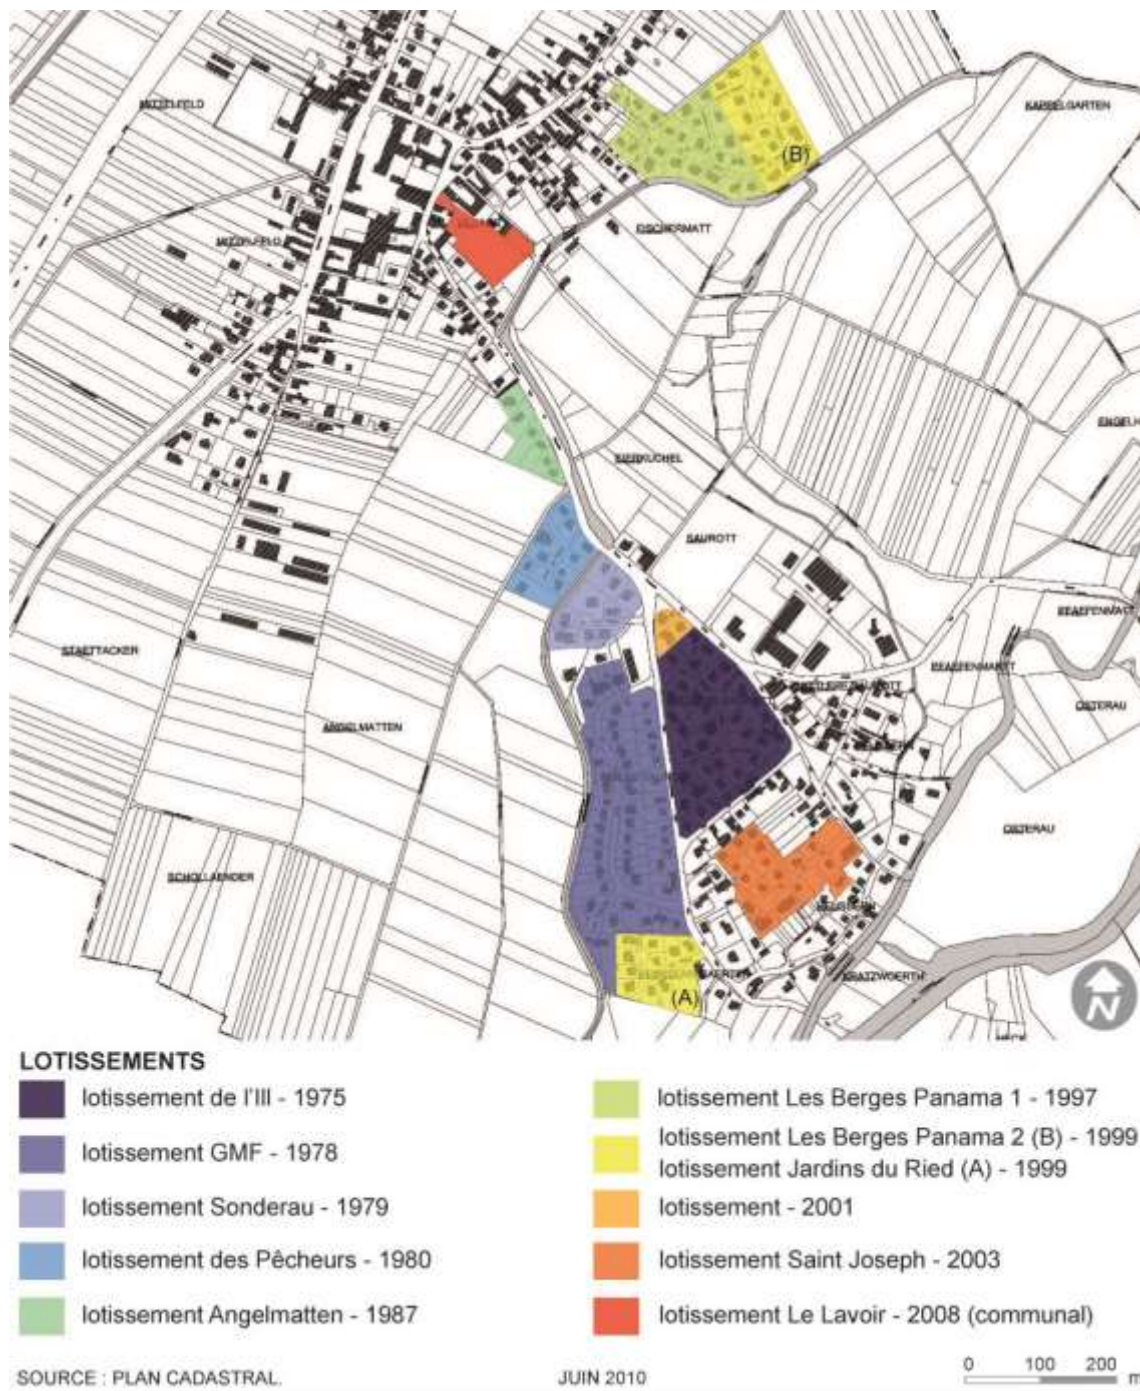 MITTELFELD
KAPPELGARTEN
(B)
MITTELFELD
FISCHERMATT
BIERKUCHEL
SAUROTT
STAETTACKER
ANGELMATTEN
OSTERAU
OSTERAU
SCHOLLAENDER
KRATZWOERTH
(A)
N
LOTISSEMENTS
lotissement de l'Ill - 1975
lotissement GMF - 1978
lotissement Sonderau - 1979
lotissement des Pêcheurs - 1980
lotissement Angelmatten - 1987
lotissement Les Berges Panama 1 - 1997
lotissement Les Berges Panama 2 (B) - 1999
lotissement Jardins du Ried (A) - 1999
lotissement - 2001
lotissement Saint Joseph - 2003
lotissement Le Lavoir - 2008 (communal)
SOURCE : PLAN CADASTRAL.
JUIN 2010
0 100 200 m